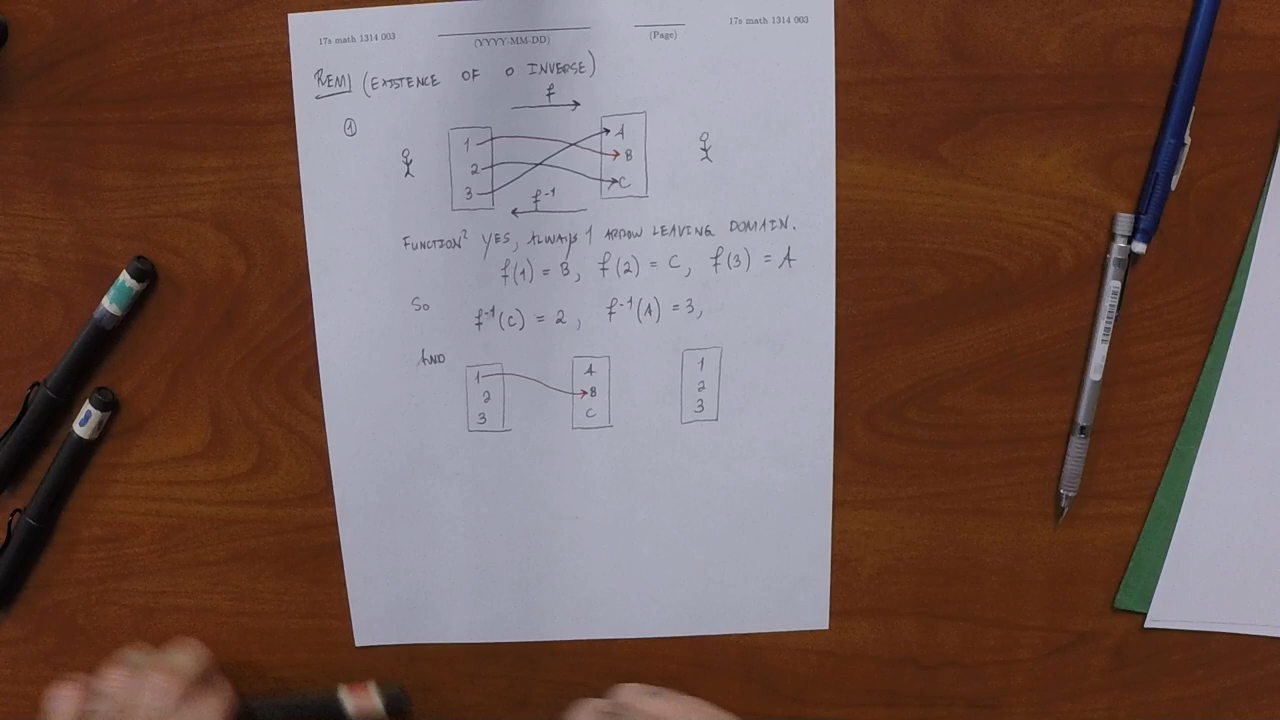 17s math 1314 003
(YYYY-MM-DD)
(Page)
17s math 1314 003
REM (EXISTENCE OF INVERSE)
f
①
1 A
2 B
3 C
f⁻¹
FUNCTION? YES, ALWAYS 1 ARROW LEAVING DOMAIN.
f(1) = B, f(2) = C, f(3) = A
So f⁻¹(C) = 2, f⁻¹(A) = 3,
AND
1 A 1
2 B 2
3 C 3